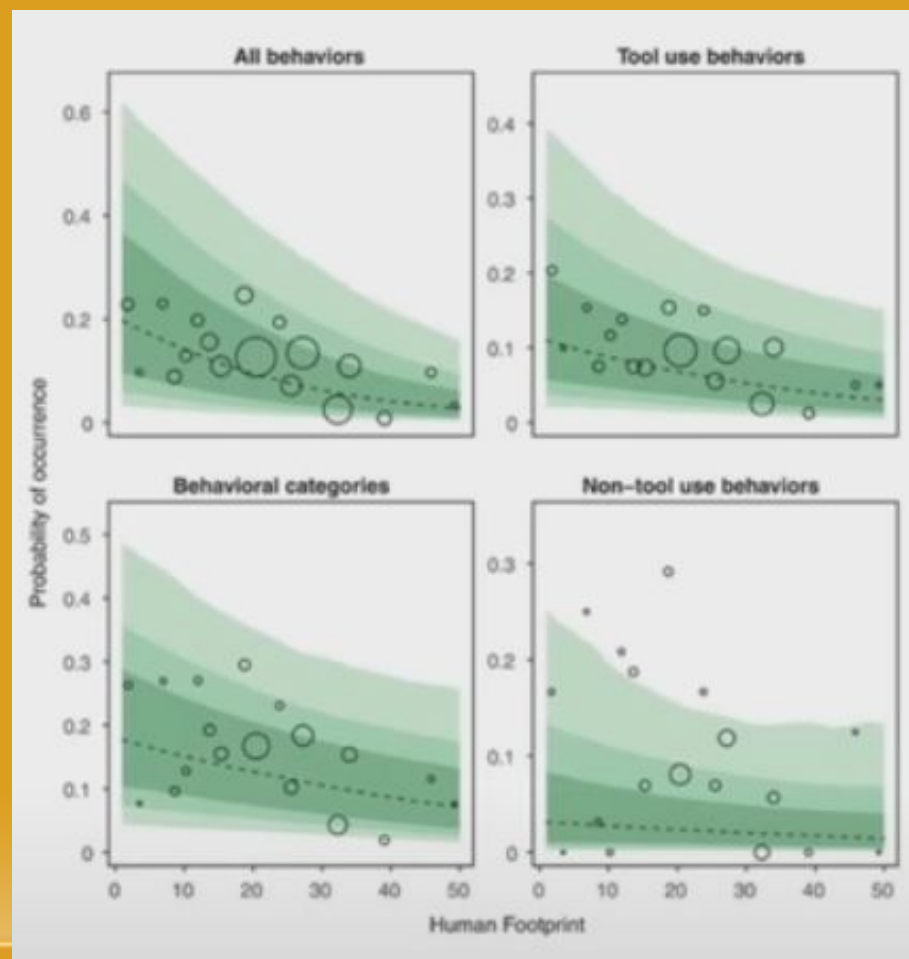 All behaviors
Tool use behaviors
0.6
0.4
0.2
0
0.4
0.3
0.2
0.1
0
Behavioral categories
Non-tool use behaviors
Probability of occurrence
0.5
0.4
0.3
0.2
0.1
0
0.3
0.2
0.1
0
0 10 20 30 40 50
0 10 20 30 40 50
Human Footprint